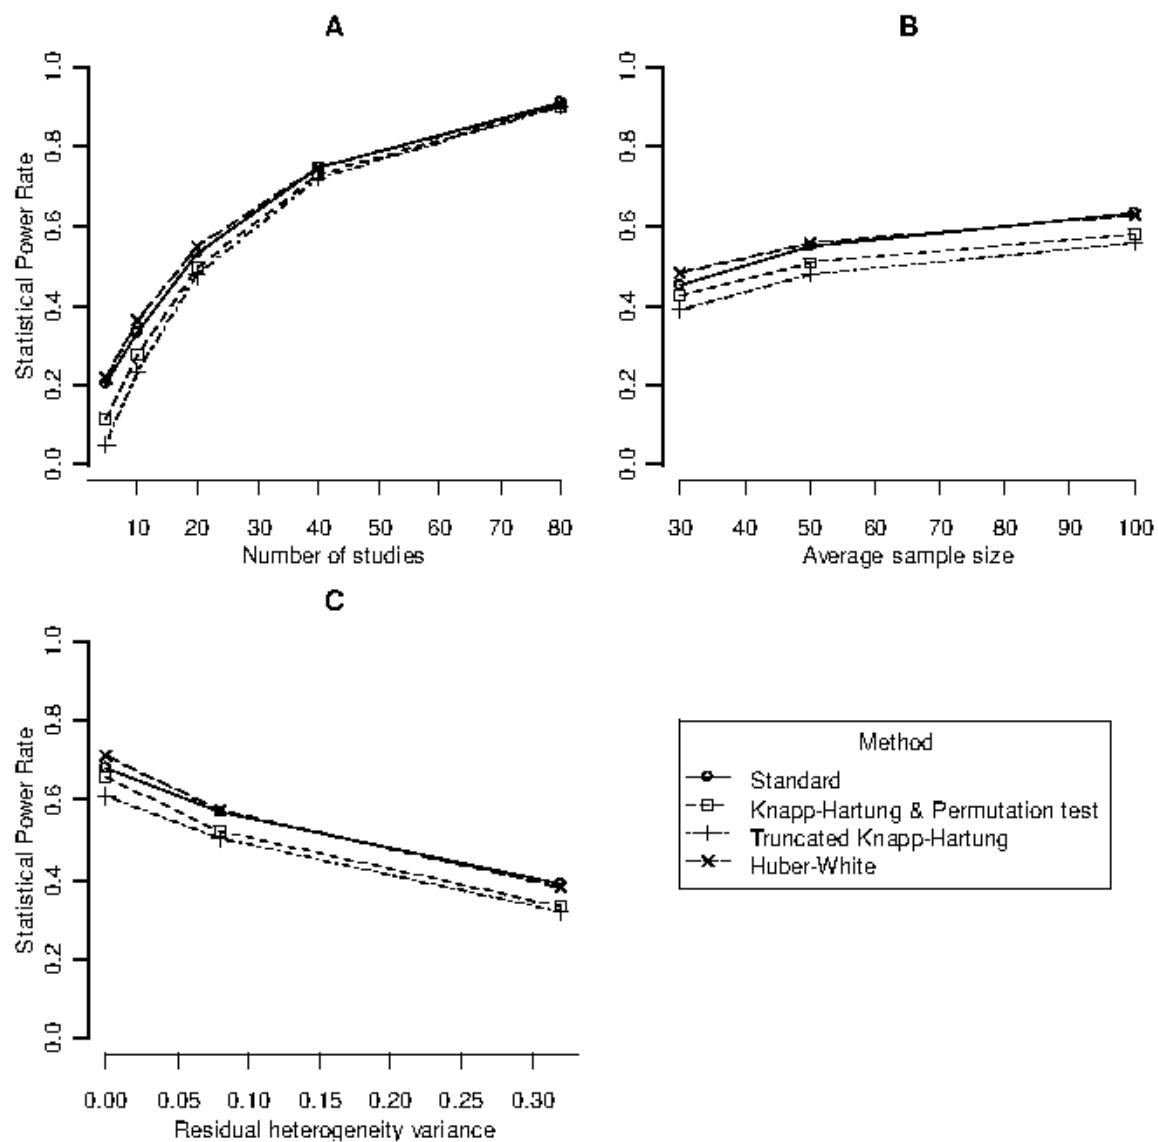 A
B
Statistical Power Rate
0.0 0.2 0.4 0.6 0.8 1.0
10 20 30 40 50 60 70 80
Number of studies
0.0 0.2 0.4 0.6 0.8 1.0
30 40 50 60 70 80 90 100
Average sample size
C
Statistical Power Rate
0.0 0.2 0.4 0.6 0.8 1.0
0.00 0.05 0.10 0.15 0.20 0.25 0.30
Residual heterogeneity variance
Method
Standard
Knapp-Hartung & Permutation test
Truncated Knapp-Hartung
Huber-White